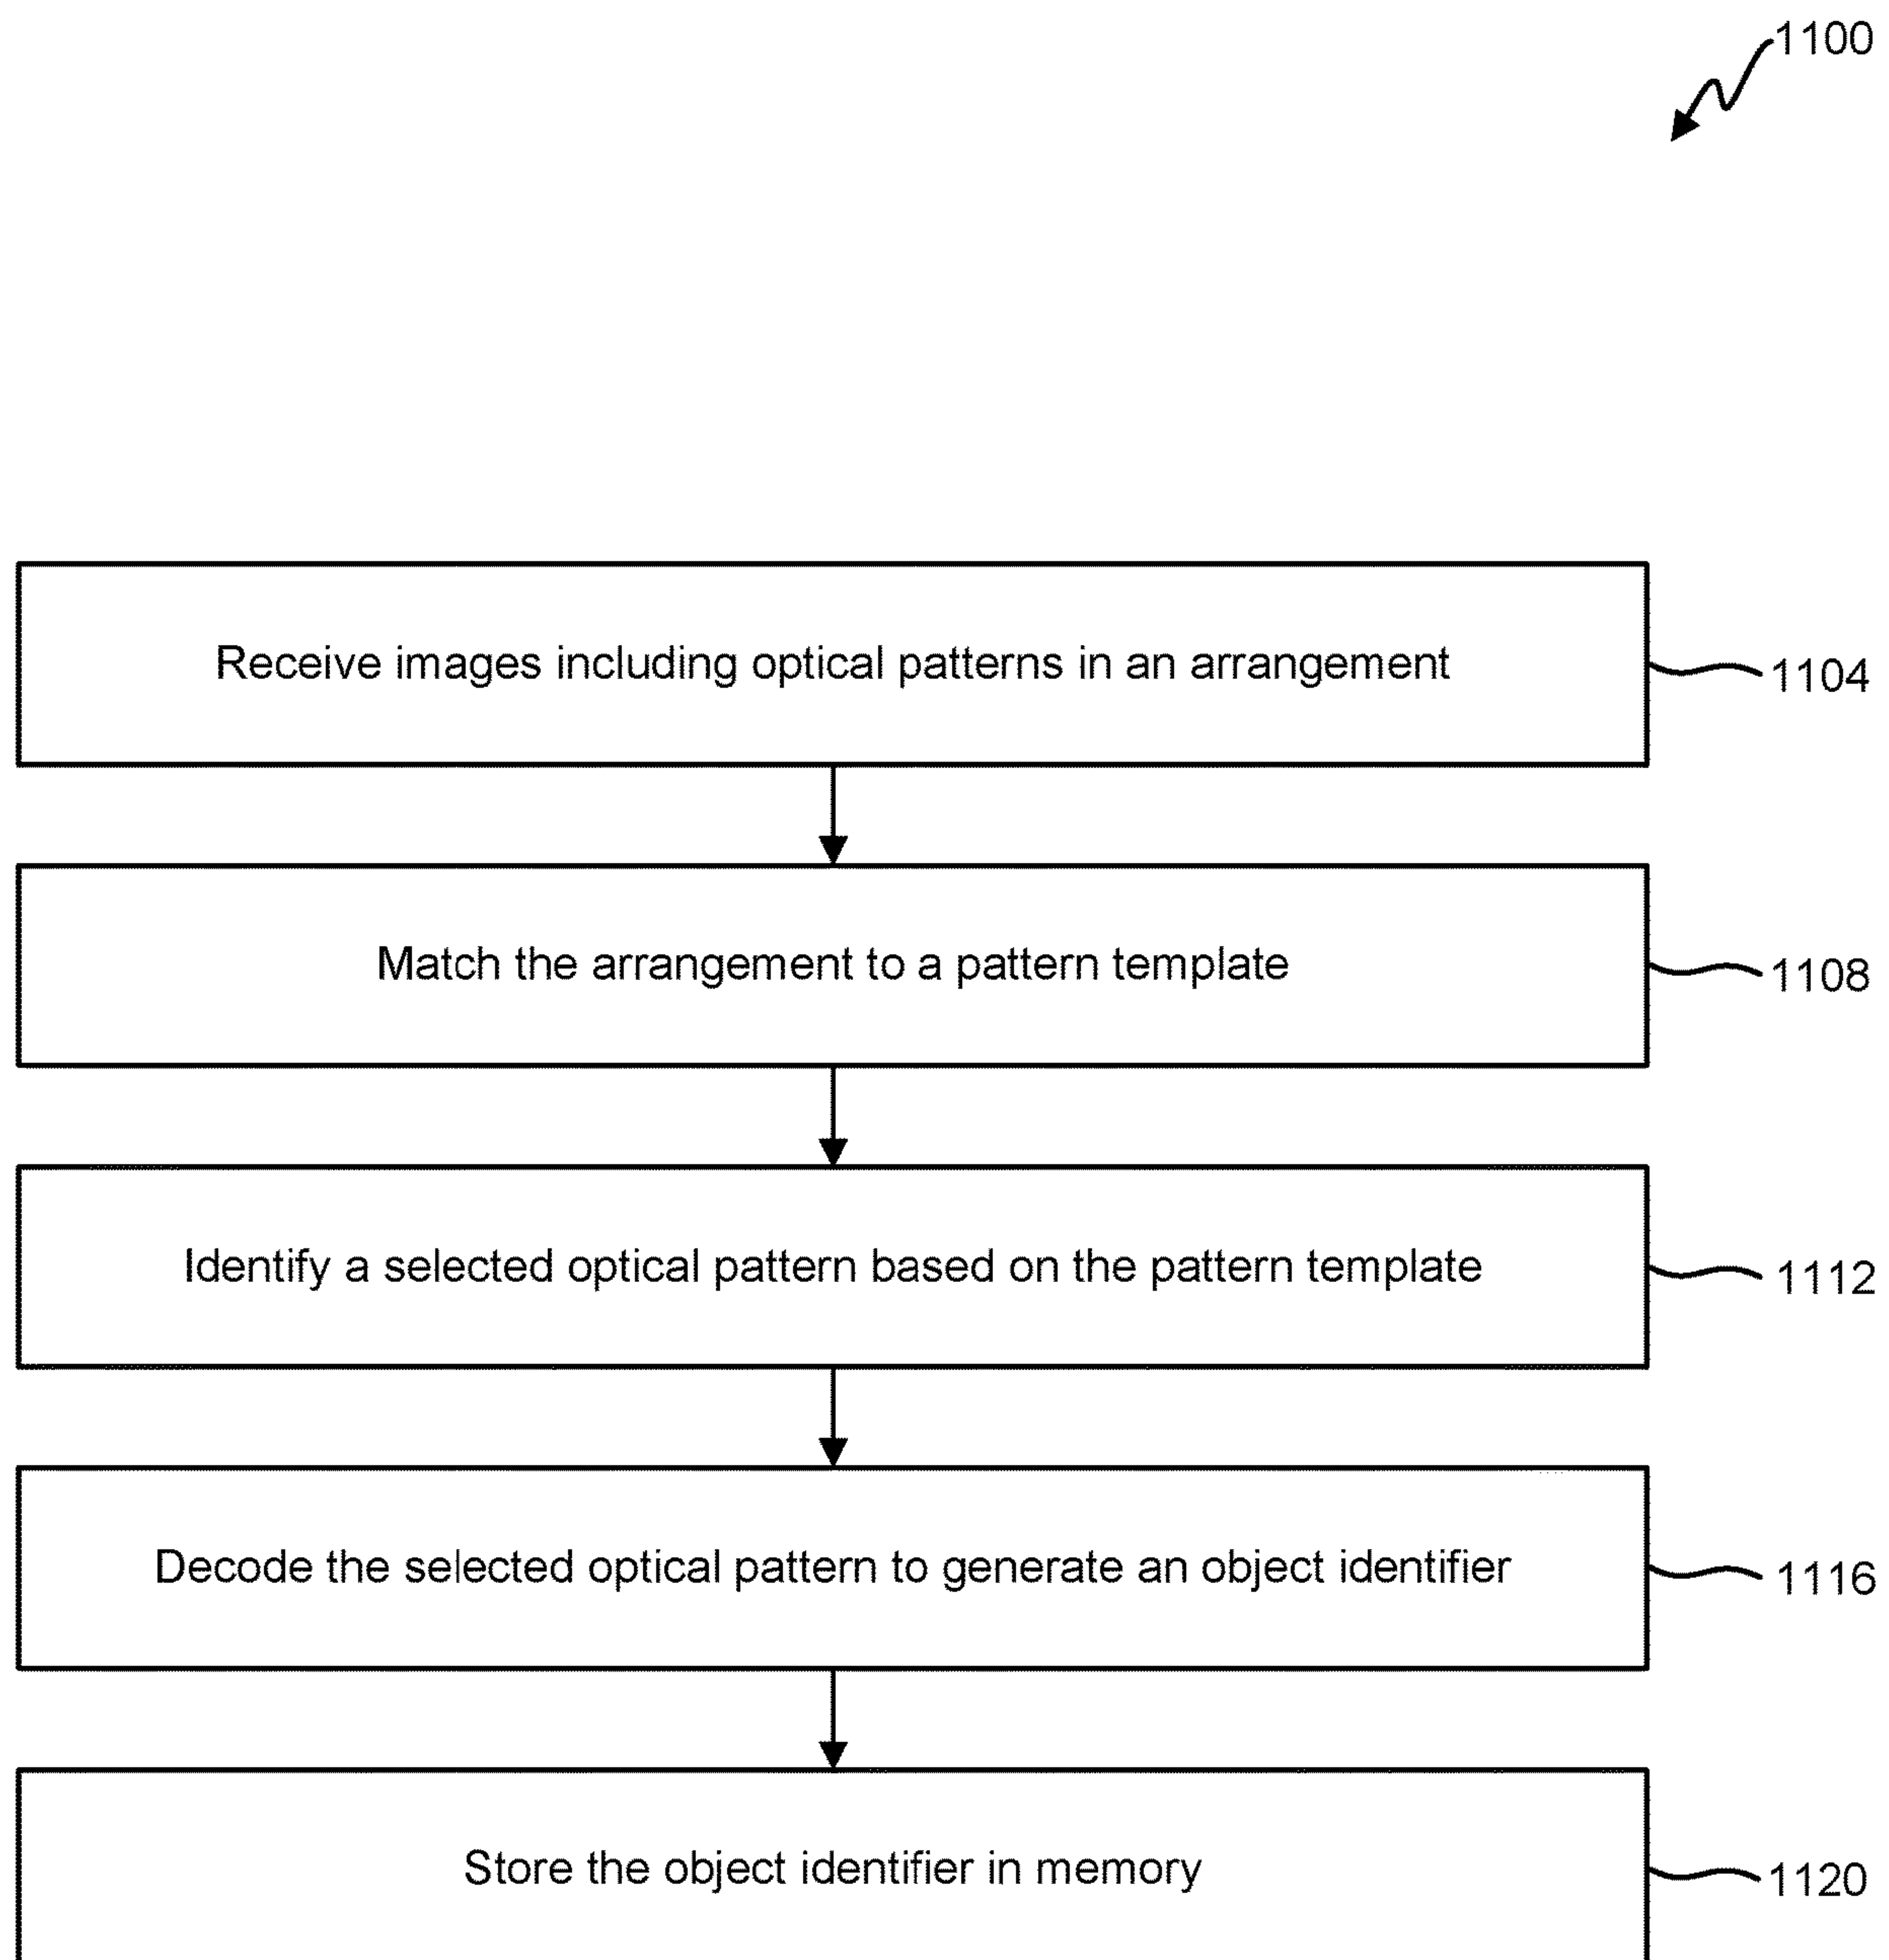 1100
Receive images including optical patterns in an arrangement
1104
Match the arrangement to a pattern template
1108
Identify a selected optical pattern based on the pattern template
1112
Decode the selected optical pattern to generate an object identifier
1116
Store the object identifier in memory
1120